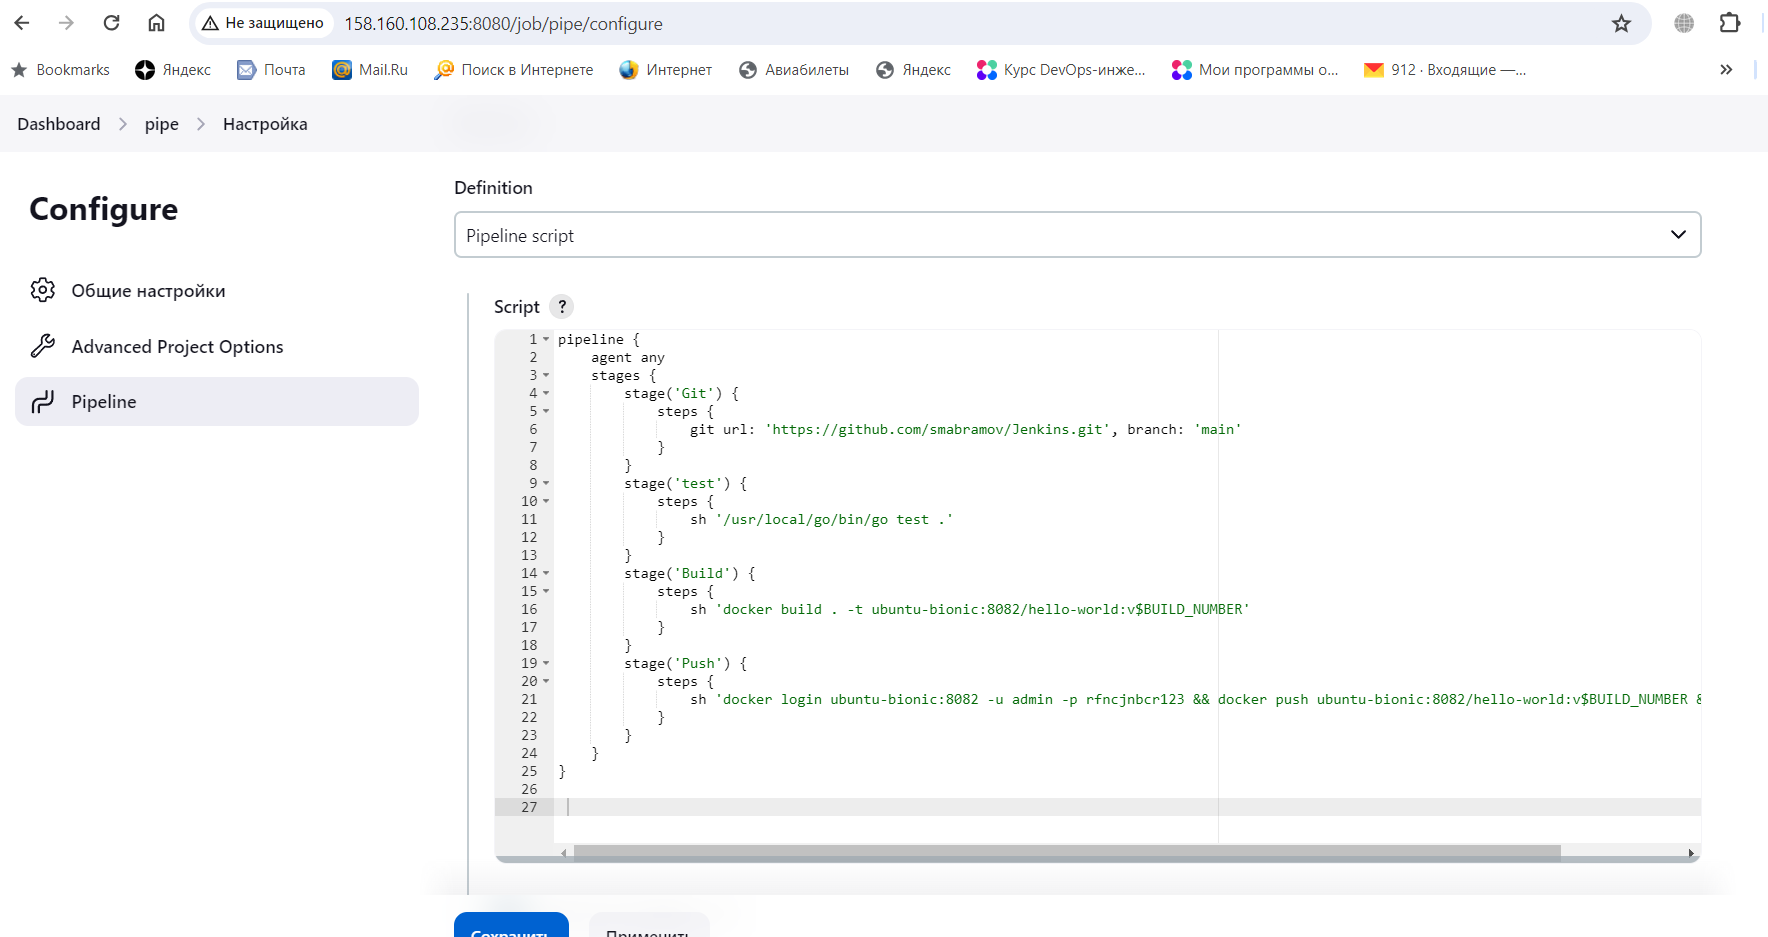 Не защищено 158.160.108.235:8080/job/pipe/configure
Bookmarks Яндекс Почта Mail.Ru Поиск в Интернете Интернет Авиабилеты Яндекс Курс DevOps-инже... Мои программы о... 912 · Входящие —...
Dashboard pipe Настройка
Configure
Общие настройки
Advanced Project Options
Pipeline
Definition
Pipeline script
Script ?
1 pipeline {
2     agent any
3     stages {
4         stage('Git') {
5             steps {
6                 git url: 'https://github.com/smabramov/Jenkins.git', branch: 'main'
7             }
8         }
9         stage('test') {
10             steps {
11                 sh '/usr/local/go/bin/go test .'
12             }
13         }
14         stage('Build') {
15             steps {
16                 sh 'docker build . -t ubuntu-bionic:8082/hello-world:v$BUILD_NUMBER'
17             }
18         }
19         stage('Push') {
20             steps {
21                 sh 'docker login ubuntu-bionic:8082 -u admin -p rfncjnbcr123 && docker push ubuntu-bionic:8082/hello-world:v$BUILD_NUMBER &
22             }
23         }
24     }
25 }
26
27
Сохранить Применить